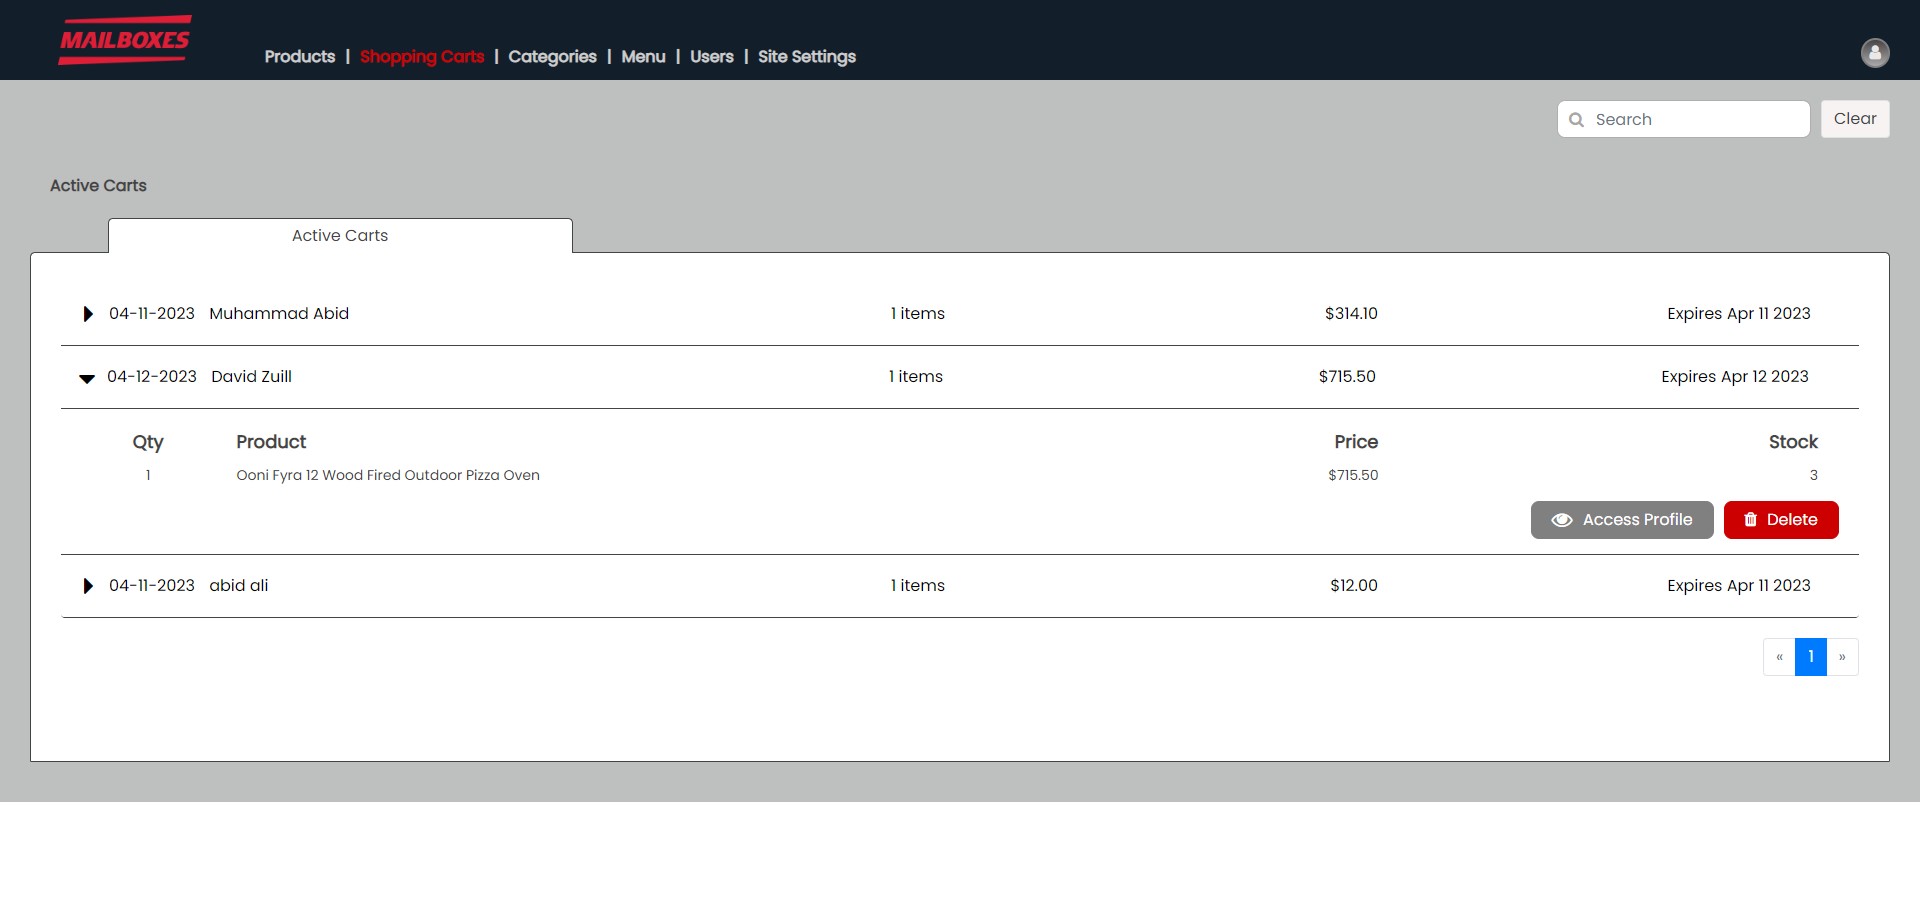 MAILBOXES
Products | Shopping Carts | Categories | Menu | Users | Site Settings
Search
Clear
Active Carts
Active Carts
04-11-2023 Muhammad Abid 1 items $314.10 Expires Apr 11 2023
04-12-2023 David Zuill 1 items $715.50 Expires Apr 12 2023
Qty Product Price Stock
1 Ooni Fyra 12 Wood Fired Outdoor Pizza Oven $715.50 3
Access Profile Delete
04-11-2023 abid ali 1 items $12.00 Expires Apr 11 2023
« 1 »